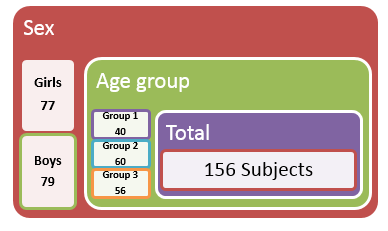 Sex
Girls
77
Boys
79
Age group
Group 1
40
Group 2
60
Group 3
56
Total
156 Subjects